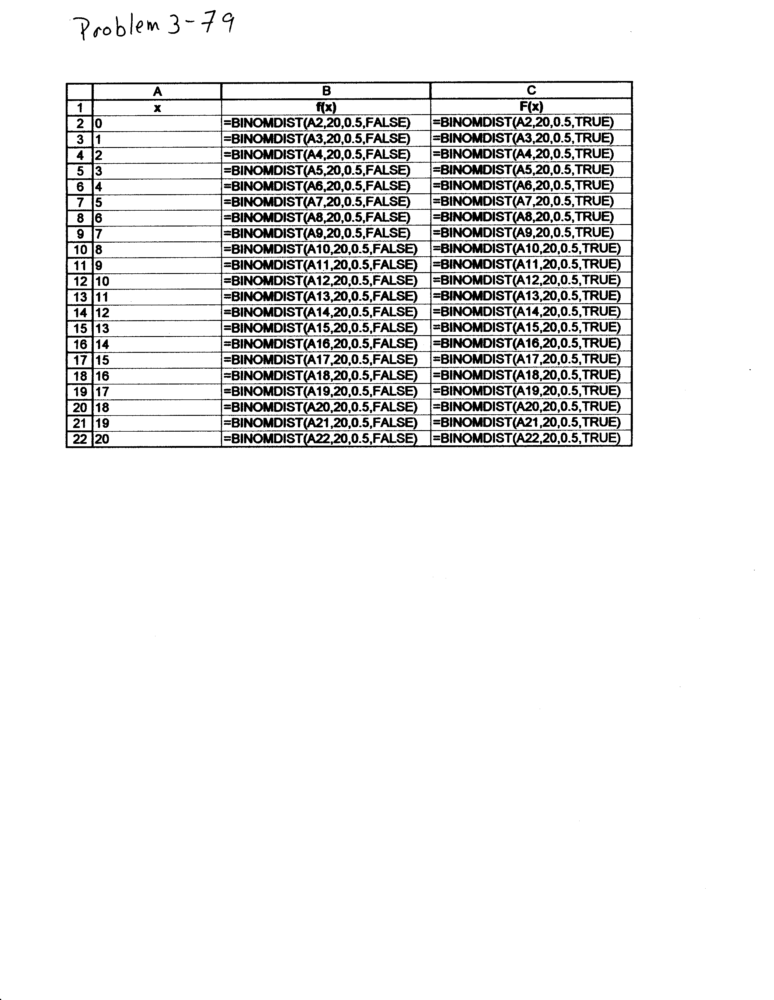 Problem 3-79
A B C
1 x f(x) F(x)
2 0 =BINOMDIST(A2,20,0.5,FALSE) =BINOMDIST(A2,20,0.5,TRUE)
3 1 =BINOMDIST(A3,20,0.5,FALSE) =BINOMDIST(A3,20,0.5,TRUE)
4 2 =BINOMDIST(A4,20,0.5,FALSE) =BINOMDIST(A4,20,0.5,TRUE)
5 3 =BINOMDIST(A5,20,0.5,FALSE) =BINOMDIST(A5,20,0.5,TRUE)
6 4 =BINOMDIST(A6,20,0.5,FALSE) =BINOMDIST(A6,20,0.5,TRUE)
7 5 =BINOMDIST(A7,20,0.5,FALSE) =BINOMDIST(A7,20,0.5,TRUE)
8 6 =BINOMDIST(A8,20,0.5,FALSE) =BINOMDIST(A8,20,0.5,TRUE)
9 7 =BINOMDIST(A9,20,0.5,FALSE) =BINOMDIST(A9,20,0.5,TRUE)
10 8 =BINOMDIST(A10,20,0.5,FALSE) =BINOMDIST(A10,20,0.5,TRUE)
11 9 =BINOMDIST(A11,20,0.5,FALSE) =BINOMDIST(A11,20,0.5,TRUE)
12 10 =BINOMDIST(A12,20,0.5,FALSE) =BINOMDIST(A12,20,0.5,TRUE)
13 11 =BINOMDIST(A13,20,0.5,FALSE) =BINOMDIST(A13,20,0.5,TRUE)
14 12 =BINOMDIST(A14,20,0.5,FALSE) =BINOMDIST(A14,20,0.5,TRUE)
15 13 =BINOMDIST(A15,20,0.5,FALSE) =BINOMDIST(A15,20,0.5,TRUE)
16 14 =BINOMDIST(A16,20,0.5,FALSE) =BINOMDIST(A16,20,0.5,TRUE)
17 15 =BINOMDIST(A17,20,0.5,FALSE) =BINOMDIST(A17,20,0.5,TRUE)
18 16 =BINOMDIST(A18,20,0.5,FALSE) =BINOMDIST(A18,20,0.5,TRUE)
19 17 =BINOMDIST(A19,20,0.5,FALSE) =BINOMDIST(A19,20,0.5,TRUE)
20 18 =BINOMDIST(A20,20,0.5,FALSE) =BINOMDIST(A20,20,0.5,TRUE)
21 19 =BINOMDIST(A21,20,0.5,FALSE) =BINOMDIST(A21,20,0.5,TRUE)
22 20 =BINOMDIST(A22,20,0.5,FALSE) =BINOMDIST(A22,20,0.5,TRUE)